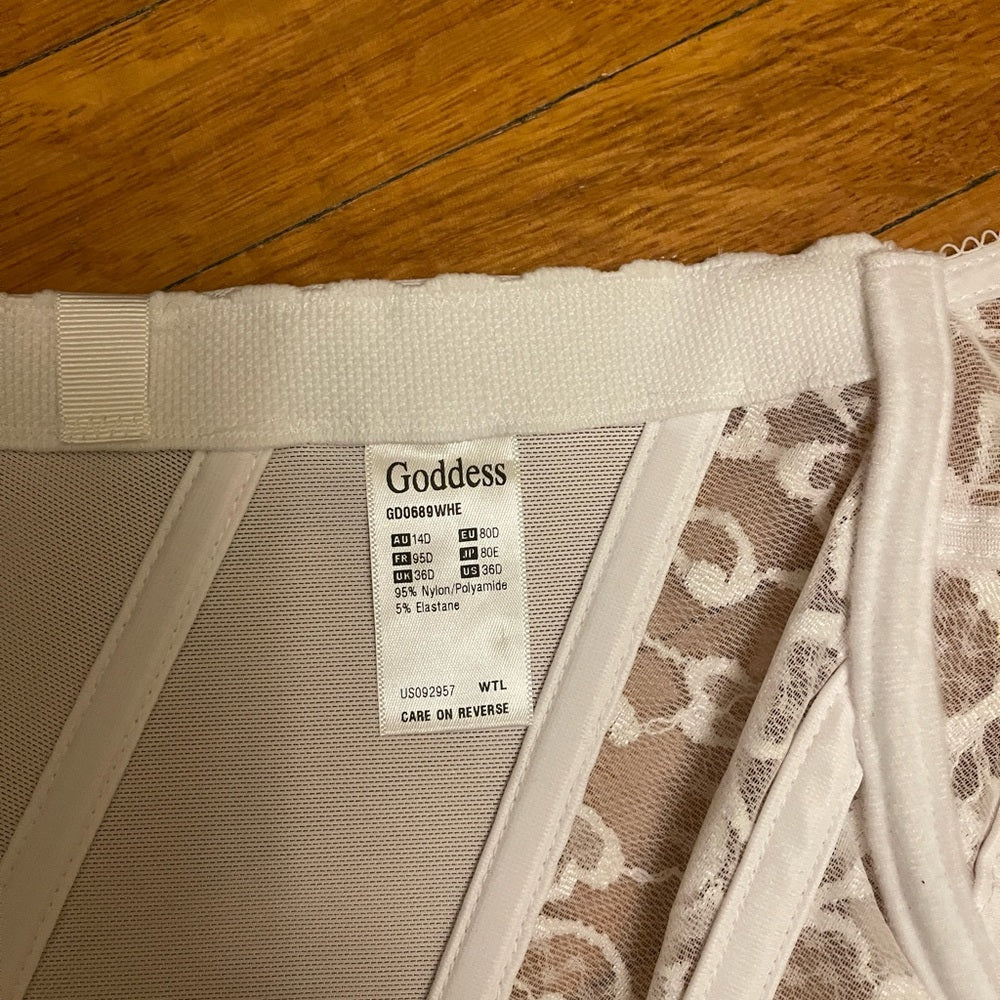 Goddess
GD0689WHE
AU 14D EU 80D
FR 95D JP 80E
UK 36D US 36D
95% Nylon/Polyamide
5% Elastane
US092957 WTL
CARE ON REVERSE